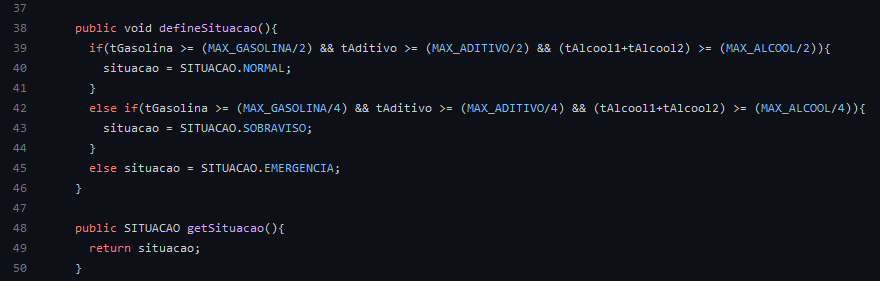 37
38 public void defineSituacao(){
39 if(tGasolina >= (MAX_GASOLINA/2) && tAditivo >= (MAX_ADITIVO/2) && (tAlcool1+tAlcool2) >= (MAX_ALCOOL/2)){
40 situacao = SITUACAO.NORMAL;
41 }
42 else if(tGasolina >= (MAX_GASOLINA/4) && tAditivo >= (MAX_ADITIVO/4) && (tAlcool1+tAlcool2) >= (MAX_ALCOOL/4)){
43 situacao = SITUACAO.SOBRAVISO;
44 }
45 else situacao = SITUACAO.EMERGENCIA;
46 }
47
48 public SITUACAO getSituacao(){
49 return situacao;
50 }